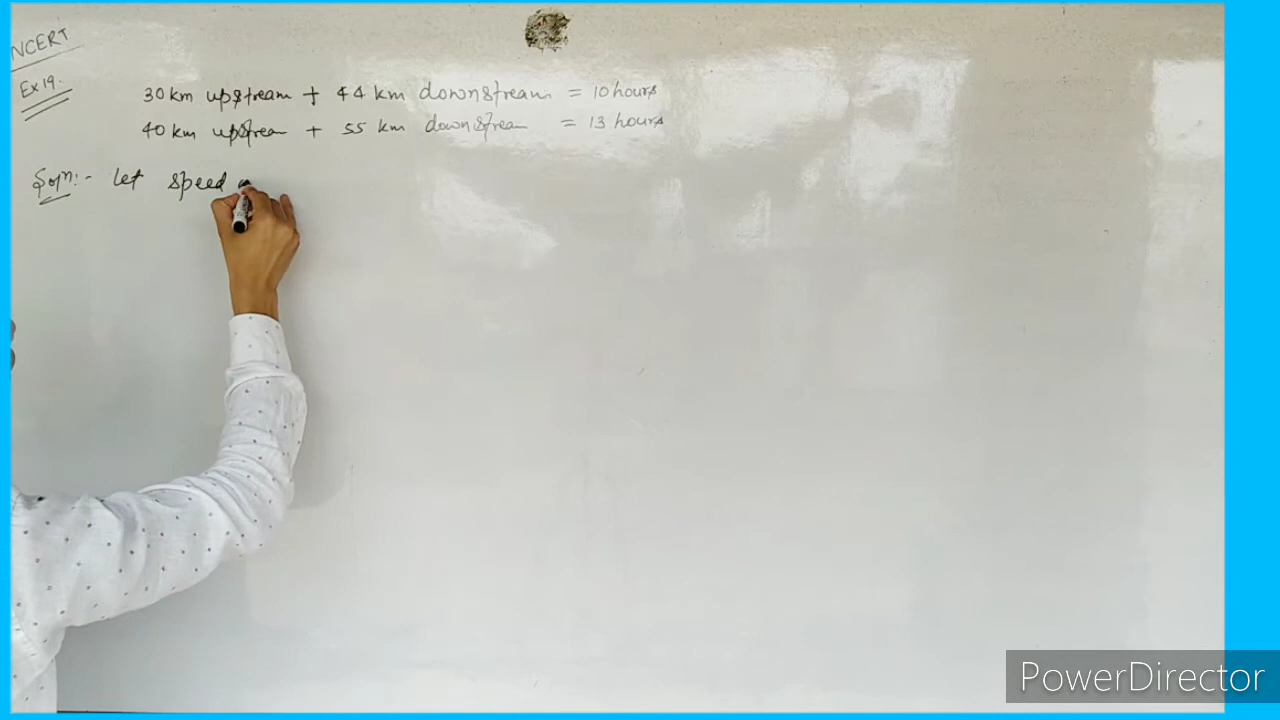 NCERT
Ex 19.
30 km upstream + 44 km downstream = 10 hours
40 km upstream + 55 km downstream = 13 hours
Soln:- Let speed
PowerDirector